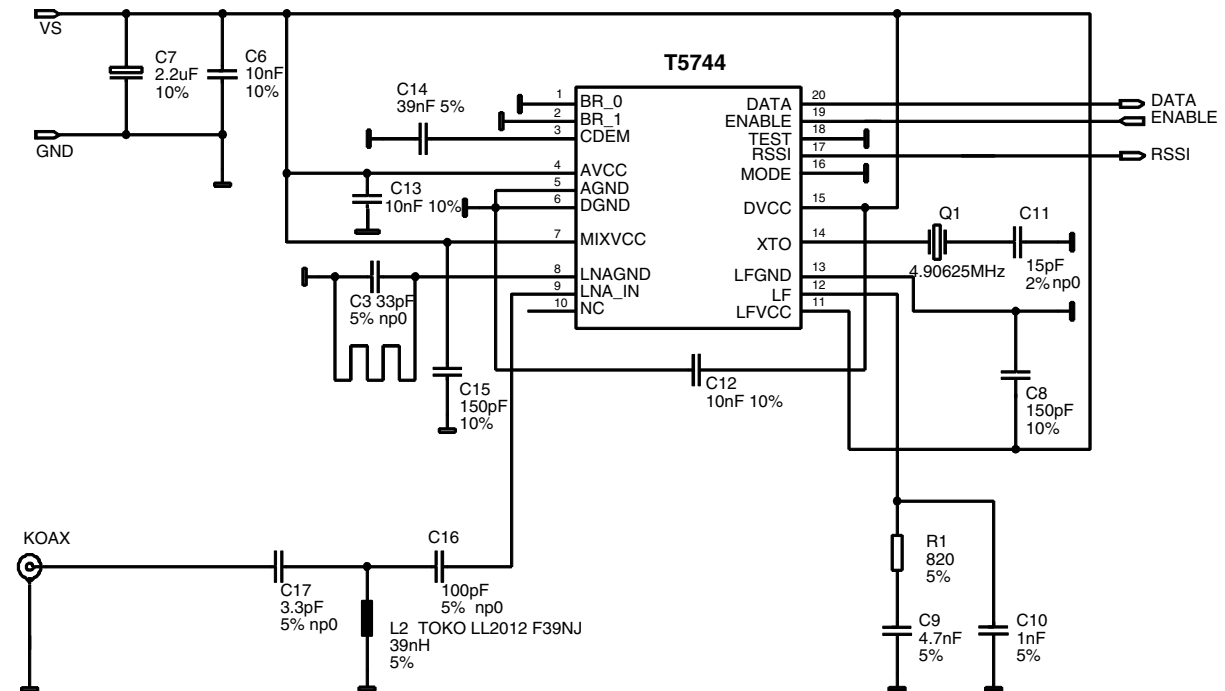 VS
C7
2.2uF
10%
C6
10nF
10%
GND
T5744
C14
39nF 5%
1
BR_0
2
BR_1
3
CDEM
4
AVCC
5
AGND
6
DGND
7
MIXVCC
8
LNAGND
9
LNA_IN
10
NC
20
DATA
19
ENABLE
18
TEST
17
RSSI
16
MODE
15
DVCC
14
XTO
13
LFGND
12
LF
11
LFVCC
DATA
ENABLE
RSSI
C13
10nF 10%
Q1
4.90625MHz
C11
15pF
2% np0
C3 33pF
5% np0
C15
150pF
10%
C12
10nF 10%
C8
150pF
10%
KOAX
C17
3.3pF
5% np0
C16
100pF
5% np0
L2 TOKO LL2012 F39NJ
39nH
5%
R1
820
5%
C9
4.7nF
5%
C10
1nF
5%